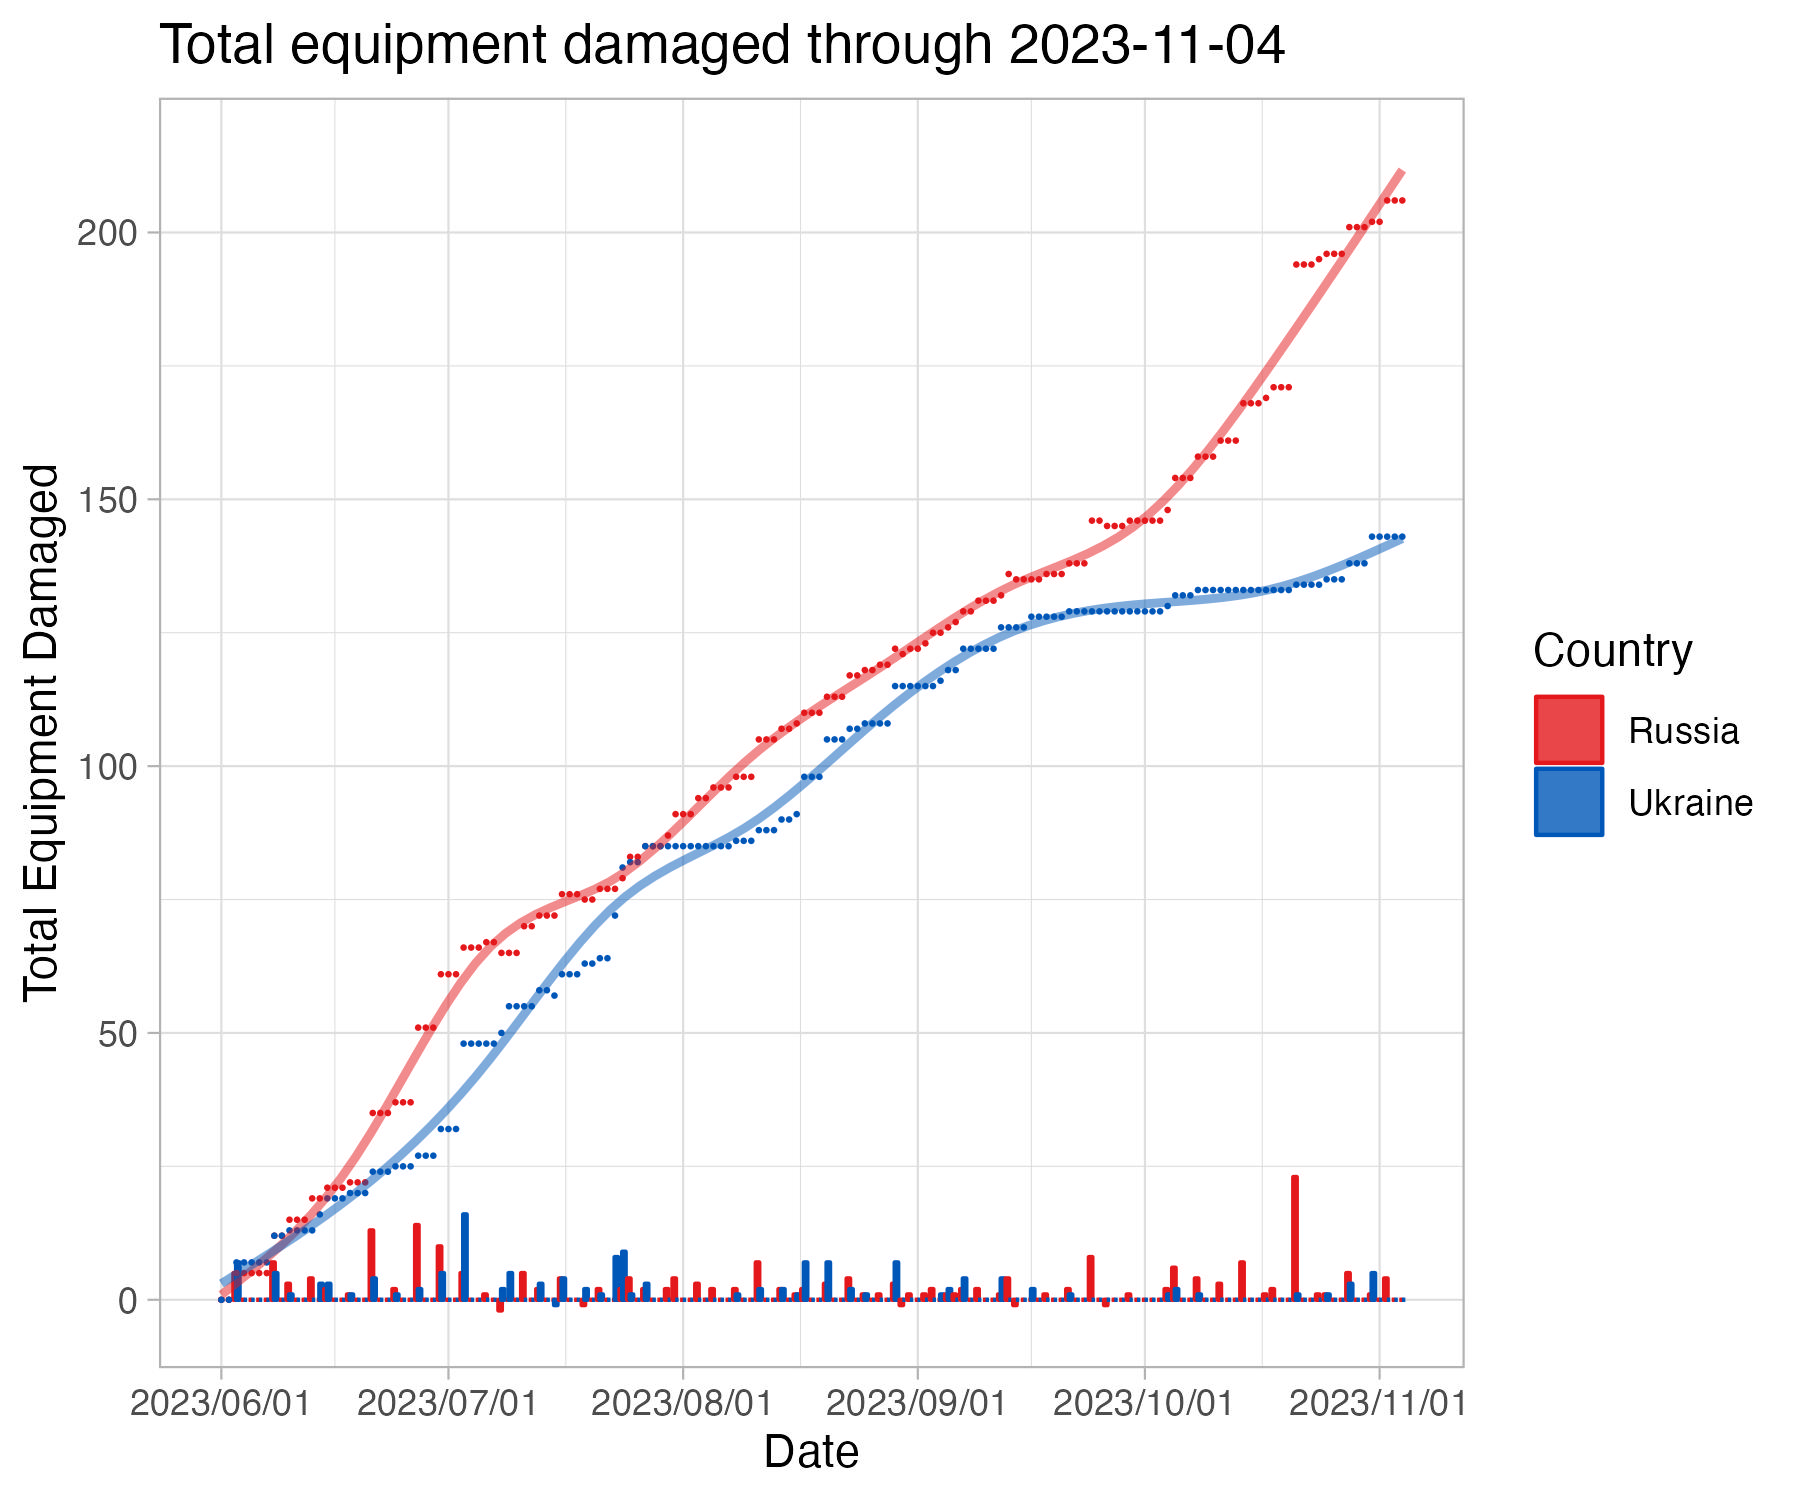 Total equipment damaged through 2023-11-04
Total Equipment Damaged
200
150
100
50
0
2023/06/01 2023/07/01 2023/08/01 2023/09/01 2023/10/01 2023/11/01
Date
Country
Russia
Ukraine